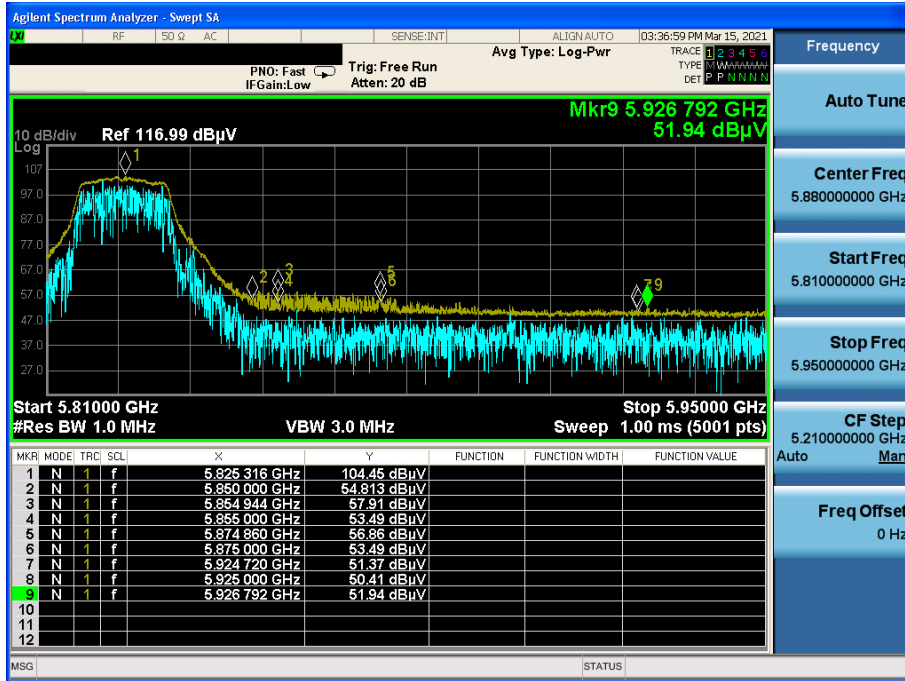 Agilent Spectrum Analyzer - Swept SA
LXI RF 50 Ω AC SENSE:INT ALIGN AUTO 03:36:59 PM Mar 15, 2021
PNO: Fast IFGain:Low
Trig: Free Run
Atten: 20 dB
Avg Type: Log-Pwr
TRACE 1 2 3 4 5 6
TYPE M WWWWW
DET P P N N N N
Mkr9 5.926 792 GHz
51.94 dBµV
10 dB/div Ref 116.99 dBµV
Log
107
97.0
87.0
77.0
67.0
57.0
47.0
37.0
27.0
1
2
3
4
5
6
7
9
Start 5.81000 GHz Stop 5.95000 GHz
#Res BW 1.0 MHz VBW 3.0 MHz Sweep 1.00 ms (5001 pts)
MKR MODE TRC SCL X Y FUNCTION FUNCTION WIDTH FUNCTION VALUE
1 N 1 f 5.825 316 GHz 104.45 dBµV
2 N 1 f 5.850 000 GHz 54.813 dBµV
3 N 1 f 5.854 944 GHz 57.91 dBµV
4 N 1 f 5.855 000 GHz 53.49 dBµV
5 N 1 f 5.874 860 GHz 56.86 dBµV
6 N 1 f 5.875 000 GHz 53.49 dBµV
7 N 1 f 5.924 720 GHz 51.37 dBµV
8 N 1 f 5.925 000 GHz 50.41 dBµV
9 N 1 f 5.926 792 GHz 51.94 dBµV
10
11
12
MSG STATUS
Frequency
Auto Tune
Center Freq
5.880000000 GHz
Start Freq
5.810000000 GHz
Stop Freq
5.950000000 GHz
CF Step
5.210000000 GHz
Auto Man
Freq Offset
0 Hz